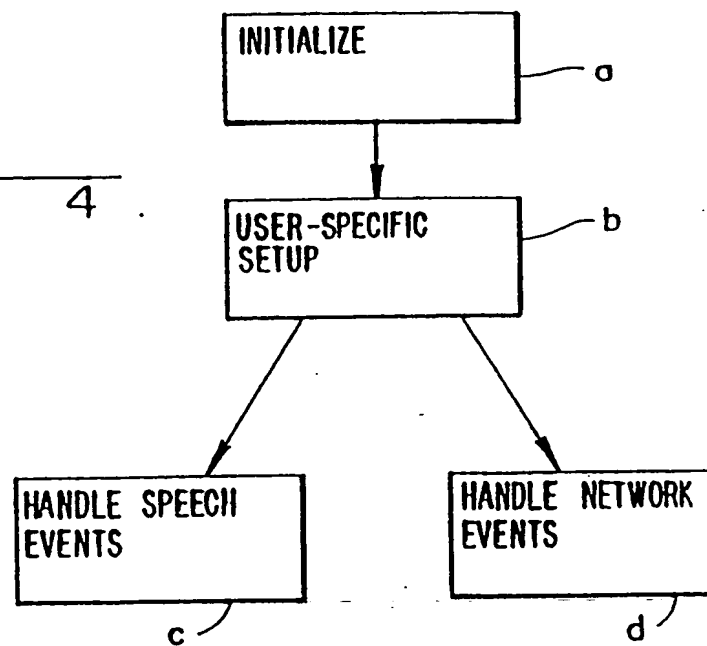 INITIALIZE
a
4
USER-SPECIFIC
SETUP
b
HANDLE SPEECH
EVENTS
c
HANDLE NETWORK
EVENTS
d